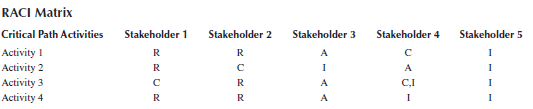 RACI Matrix
Critical Path Activities Stakeholder 1 Stakeholder 2 Stakeholder 3 Stakeholder 4 Stakeholder 5
Activity 1 R R A C I
Activity 2 R C I A I
Activity 3 C R A C,I I
Activity 4 R R A I I